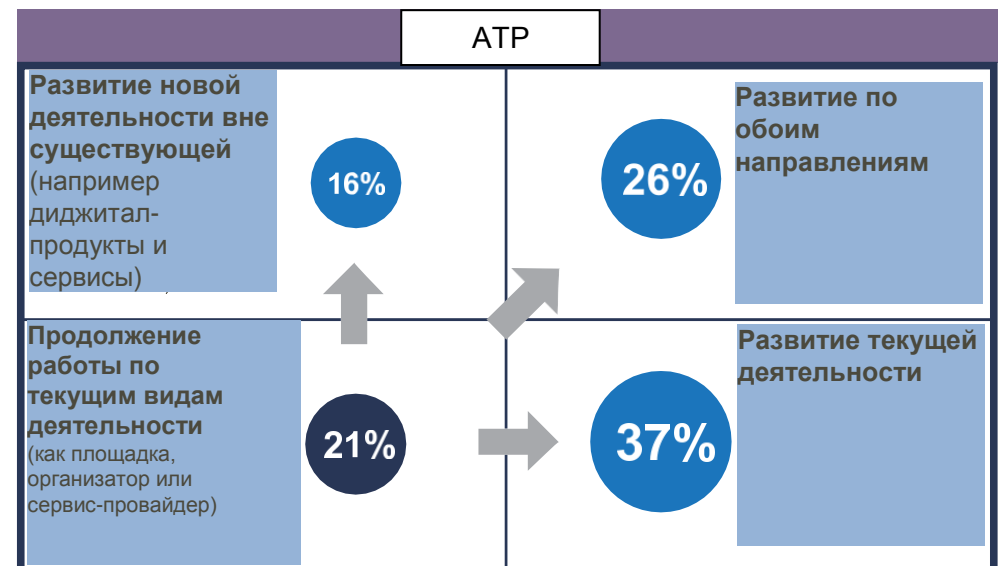 АТР
Развитие новой
деятельности вне
существующей
(например
диджитал-
продукты и
сервисы)
16%
26%
Развитие по
обоим
направлениям
Продолжение
работы по
текущим видам
деятельности
(как площадка,
организатор или
сервис-провайдер)
21%
37%
Развитие текущей
деятельности